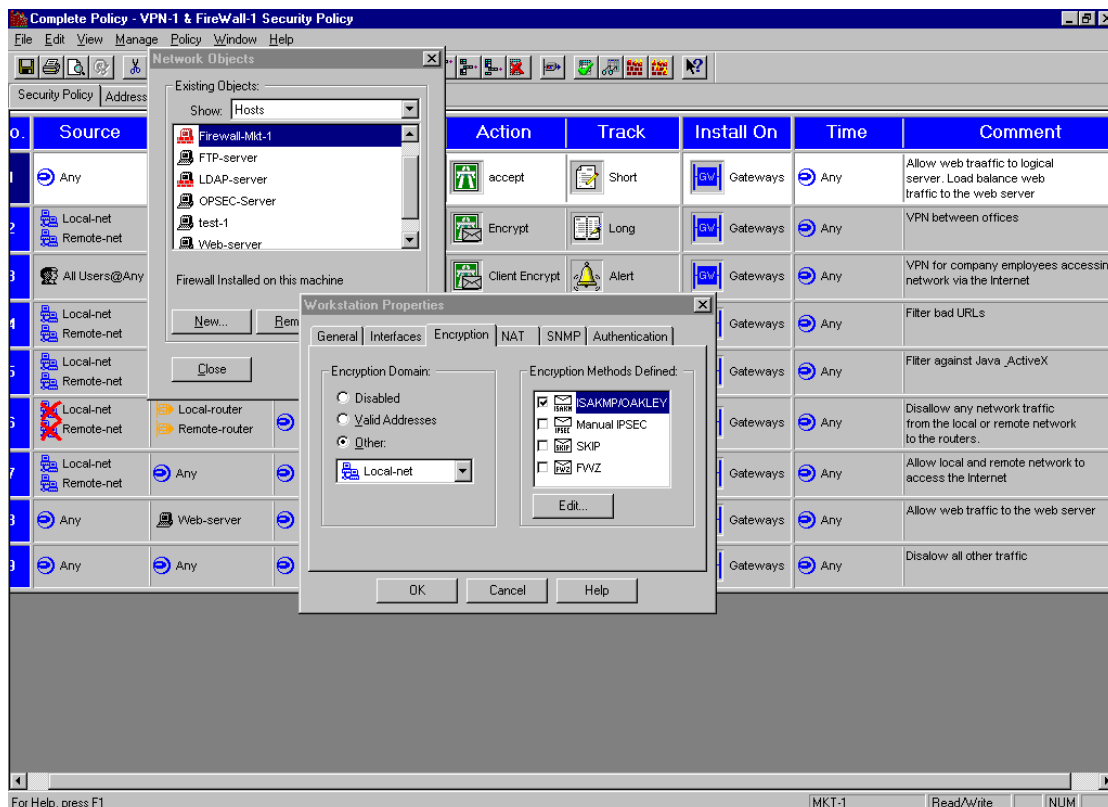 Complete Policy - VPN-1 & FireWall-1 Security Policy
File Edit View Manage Policy Window Help
Security Policy Address
Network Objects
Existing Objects:
Show: Hosts
Firewall-Mkt-1
FTP-server
LDAP-server
OPSEC-Server
test-1
Web-server
Firewall Installed on this machine
New...
Close
Source Action Track Install On Time Comment
Any accept Short GW Gateways Any
Allow web traaffic to logical
server. Load balance web
traffic to the web server
Local-net
Remote-net
Encrypt Long GW Gateways Any
VPN between offices
All Users@Any Client Encrypt Alert GW Gateways Any
VPN for company employees accessin
network via the Internet
Local-net
Remote-net
Gateways Any
Filter bad URLs
Local-net
Remote-net
Gateways Any
Fliter against Java _ActiveX
Local-net Local-router
Remote-net Remote-router
Gateways Any
Disallow any network traffic
from the local or remote network
to the routers.
Local-net
Remote-net
Any
Gateways Any
Allow local and remote network to
access the Internet
Any Web-server Gateways Any
Allow web traffic to the web server
Any Any Gateways Any
Disalow all other traffic
Workstation Properties
General Interfaces Encryption NAT SNMP Authentication
Encryption Domain:
Disabled
Valid Addresses
Other:
Local-net
Encryption Methods Defined:
ISAKMP/OAKLEY
IPSEC Manual IPSEC
SKIP SKIP
FWZ FWZ
Edit...
OK Cancel Help
For Help, press F1
MKT-1 Read/Write NUM